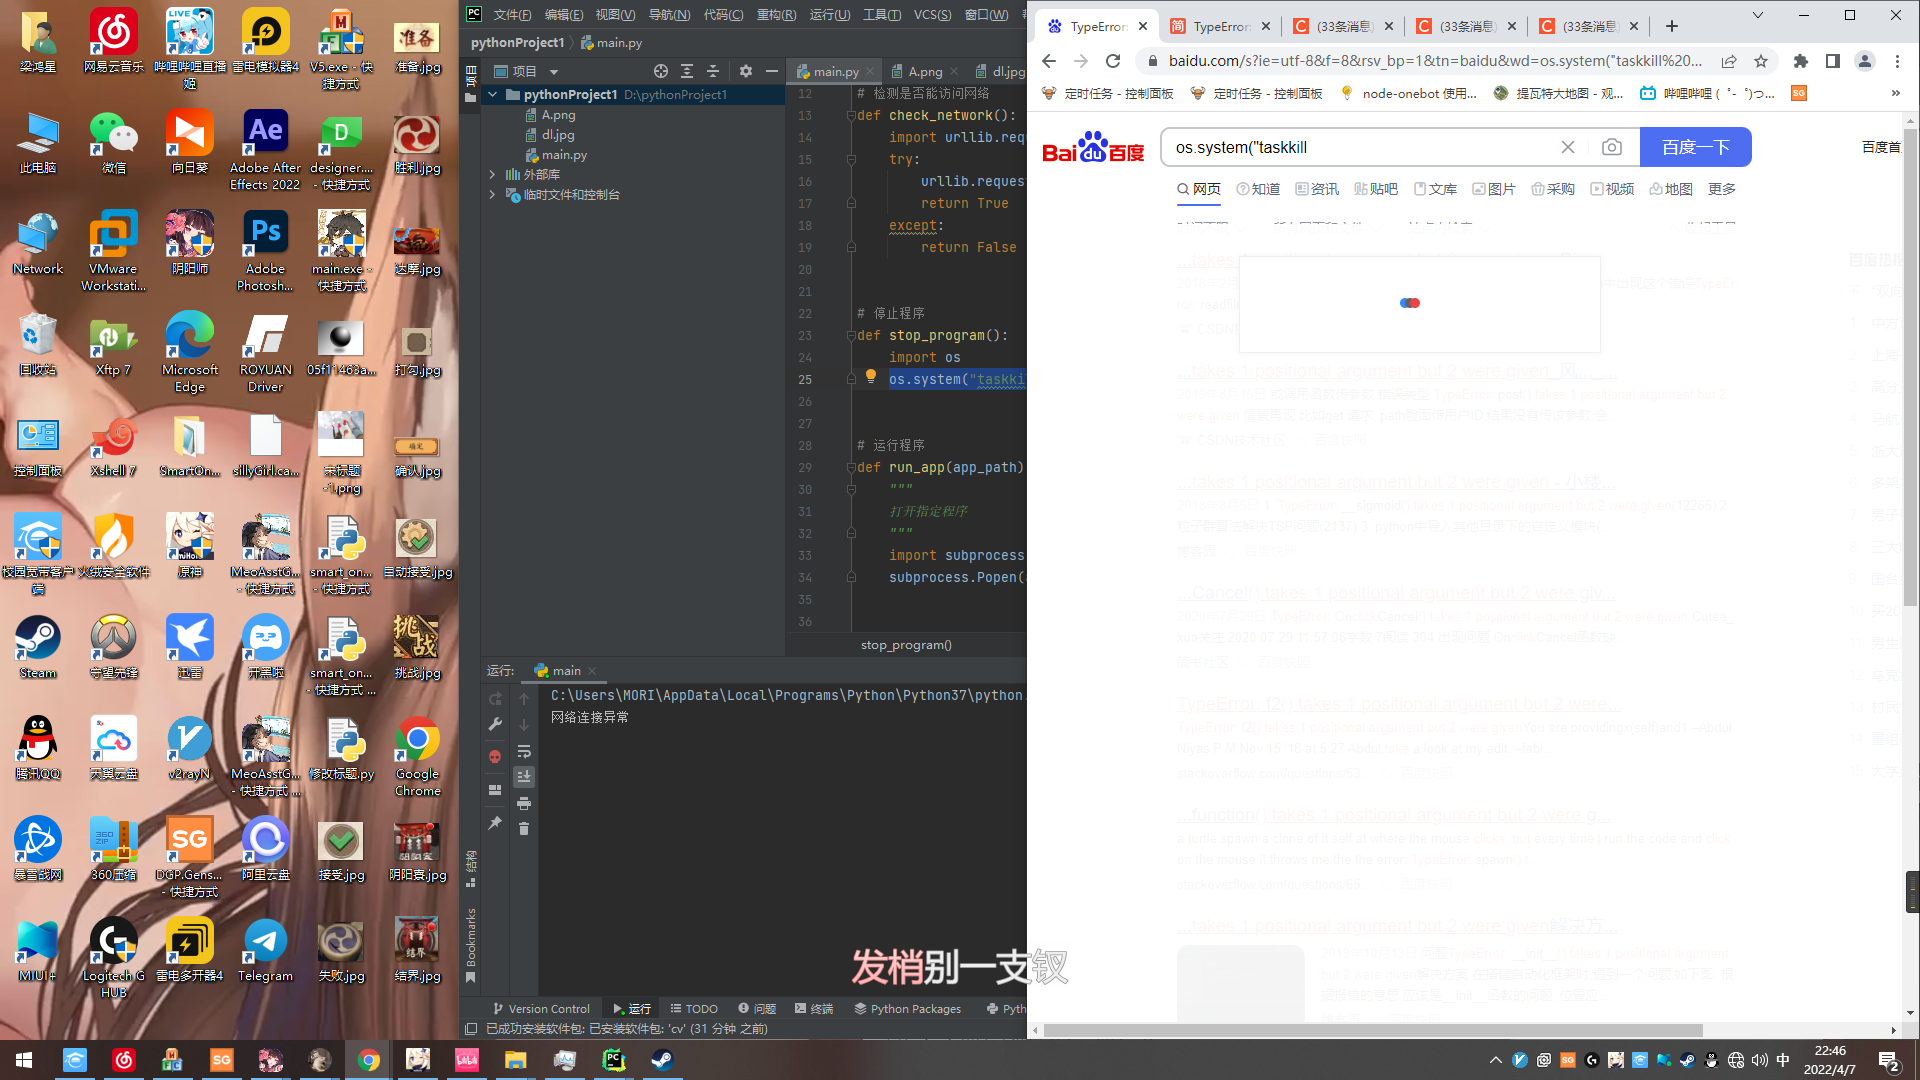 梁鸿星
网易云音乐
哔哩哔哩直播姬
雷电模拟器4
V5.exe - 快捷方式
准备.jpg
此电脑
微信
向日葵
Adobe After Effects 2022
designer.... - 快捷方式
胜利.jpg
Network
VMware Workstati...
阴阳师
Adobe Photosh...
main.exe - 快捷方式
达摩.jpg
回收站
Xftp 7
Microsoft Edge
ROYUAN Driver
05f11468a...
打勾.jpg
控制面板
Xshell 7
SmartOn...
sillyGirl.ca...
未标题-1.png
确认.jpg
校园宽带客户端
火绒安全软件
原神
MeoAsstG... - 快捷方式
smart_on... - 快捷方式
自动接受.jpg
Steam
守望先锋
迅雷
开黑啦
smart_on... - 快捷方式 ...
挑战.jpg
腾讯QQ
天翼云盘
v2rayN
MeoAsstG... - 快捷方式 ...
修改标题.py
Google Chrome
暴雪战网
360压缩
DGP.Gens... - 快捷方式
阿里云盘
接受.jpg
阴阳寮.jpg
MIUI+
Logitech G HUB
雷电多开器4
Telegram
失败.jpg
结界.jpg
文件(F) 编辑(E) 视图(V) 导航(N) 代码(C) 重构(R) 运行(U) 工具(T) VCS(S) 窗口(W)
pythonProject1 main.py
项目
main.py A.png dl.jpg
pythonProject1 D:\pythonProject1
A.png
dl.jpg
main.py
外部库
临时文件和控制台
12 # 检测是否能访问网络
13 def check_network():
14 import urllib.req
15 try:
16 urllib.reques
17 return True
18 except:
19 return False
20
21
22 # 停止程序
23 def stop_program():
24 import os
25 os.system("taskki
26
27
28 # 运行程序
29 def run_app(app_path)
30 """
31 打开指定程序
32 """
33 import subprocess
34 subprocess.Popen(
35
36
stop_program()
运行: main
C:\Users\MORI\AppData\Local\Programs\Python\Python37\python.
网络连接异常
结构
Bookmarks
发梢别一支钗
Version Control 运行 TODO 问题 终端 Python Packages Pyth
已成功安装软件包: 已安装软件包: 'cv' (31 分钟 之前)
TypeError: TypeError: (33条消息) (33条消息) (33条消息)
baidu.com/s?ie=utf-8&f=8&rsv_bp=1&tn=baidu&wd=os.system("taskkill%20...
定时任务 - 控制面板 定时任务 - 控制面板 node-onebot 使用... 提瓦特大地图 - 观... 哔哩哔哩 (゜-゜)つ...
Bai du 百度
os.system("taskkill
百度一下
百度首
网页 知道 资讯 贴吧 文库 图片 采购 视频 地图 更多
...takes 1 positional argument but 2 were given_风..._...
...takes 1 positional argument but 2 were given - 小楼...
...Cancel() takes 1 positional argument but 2 were giv...
TypeError: f2() takes 1 positional argument but 2 were...
...function() takes 1 positional argument but 2 were g...
...takes 1 positional argument but 2 were given解决方...
中
22:46
2022/4/7
2